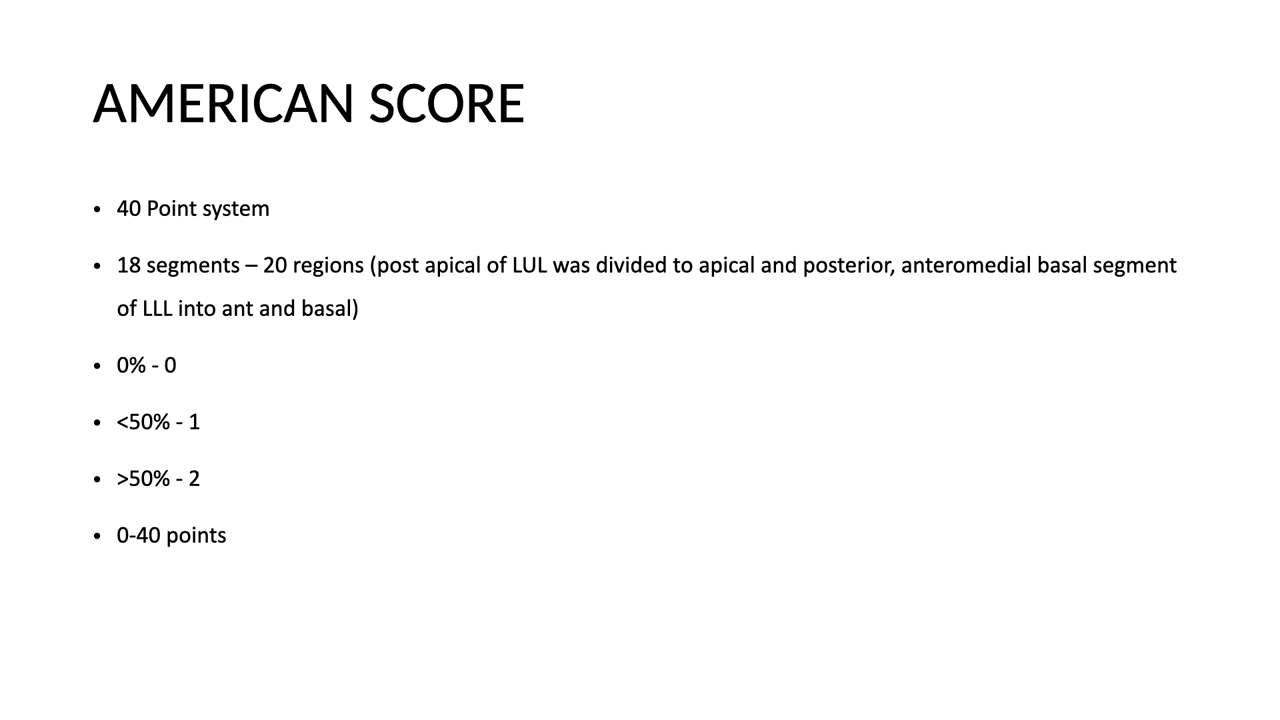 AMERICAN SCORE
• 40 Point system
• 18 segments – 20 regions (post apical of LUL was divided to apical and posterior, anteromedial basal segment
of LLL into ant and basal)
• 0% - 0
• <50% - 1
• >50% - 2
• 0-40 points